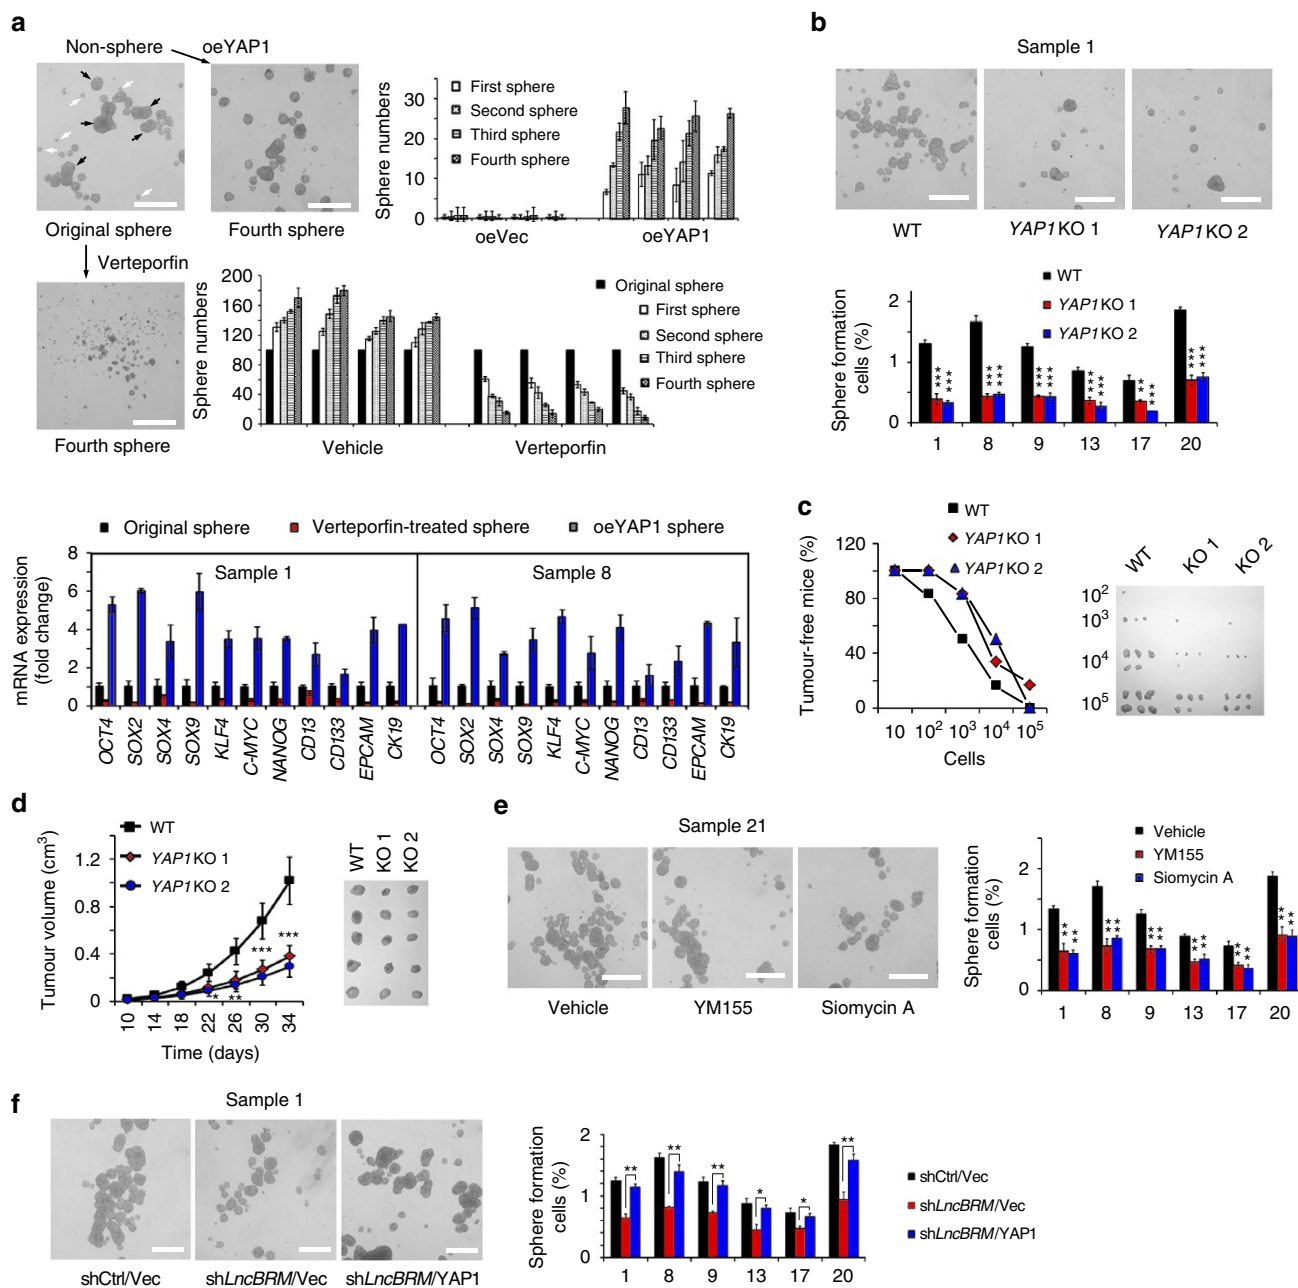 a
Non-sphere
oeYAP1
Original sphere
Fourth sphere
Verteporfin
Fourth sphere
Sphere numbers
30
20
10
0
First sphere
Second sphere
Third sphere
Fourth sphere
oeVec
oeYAP1
Sphere numbers
200
160
120
80
40
0
Original sphere
First sphere
Second sphere
Third sphere
Fourth sphere
Vehicle
Verteporfin
Original sphere
Verteporfin-treated sphere
oeYAP1 sphere
mRNA expression
(fold change)
8
6
4
2
0
Sample 1
Sample 8
OCT4 SOX2 SOX4 SOX9 KLF4 C-MYC NANOG CD13 CD133 EPCAM CK19
OCT4 SOX2 SOX4 SOX9 KLF4 C-MYC NANOG CD13 CD133 EPCAM CK19
b
Sample 1
WT
YAP1 KO 1
YAP1 KO 2
WT
YAP1 KO 1
YAP1 KO 2
Sphere formation
cells (%)
2
1
0
*** *** *** *** *** *** *** *** ** *** *** ***
1 8 9 13 17 20
c
WT
YAP1 KO 1
YAP1 KO 2
Tumour-free mice (%)
120
80
40
0
10 10² 10³ 10⁴ 10⁵
Cells
WT KO 1 KO 2
10²
10³
10⁴
10⁵
d
WT
YAP1 KO 1
YAP1 KO 2
Tumour volume (cm³)
1.2
0.8
0.4
0
* ** *** ***
10 14 18 22 26 30 34
Time (days)
WT KO 1 KO 2
e
Sample 21
Vehicle
YM155
Siomycin A
Vehicle
YM155
Siomycin A
Sphere formation
cells (%)
2
1
0
** ** ** ** ** ** ** ** ** ** ** **
1 8 9 13 17 20
f
Sample 1
shCtrl/Vec
shLncBRM/Vec
shLncBRM/YAP1
Sphere formation
cells (%)
2
1
0
** ** ** * * **
1 8 9 13 17 20
shCtrl/Vec
shLncBRM/Vec
shLncBRM/YAP1